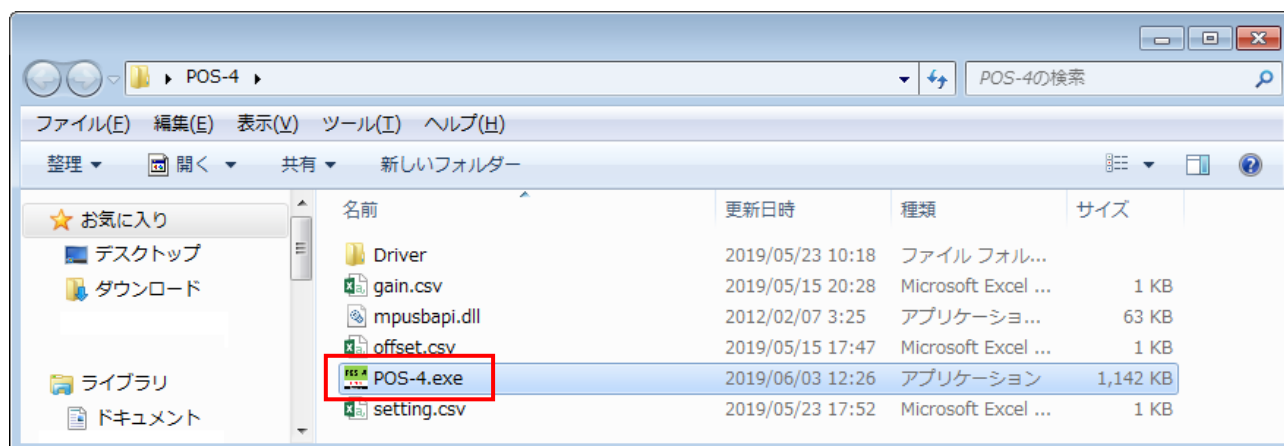 POS-4
POS-4の検索
ファイル(F) 編集(E) 表示(V) ツール(T) ヘルプ(H)
整理 開く 共有 新しいフォルダー
お気に入り
デスクトップ
ダウンロード
ライブラリ
ドキュメント
名前 更新日時 種類 サイズ
Driver 2019/05/23 10:18 ファイル フォル...
gain.csv 2019/05/15 20:28 Microsoft Excel ... 1 KB
mpusbapi.dll 2012/02/07 3:25 アプリケーショ... 63 KB
offset.csv 2019/05/15 17:47 Microsoft Excel ... 1 KB
POS-4.exe 2019/06/03 12:26 アプリケーション 1,142 KB
setting.csv 2019/05/23 17:52 Microsoft Excel ... 1 KB